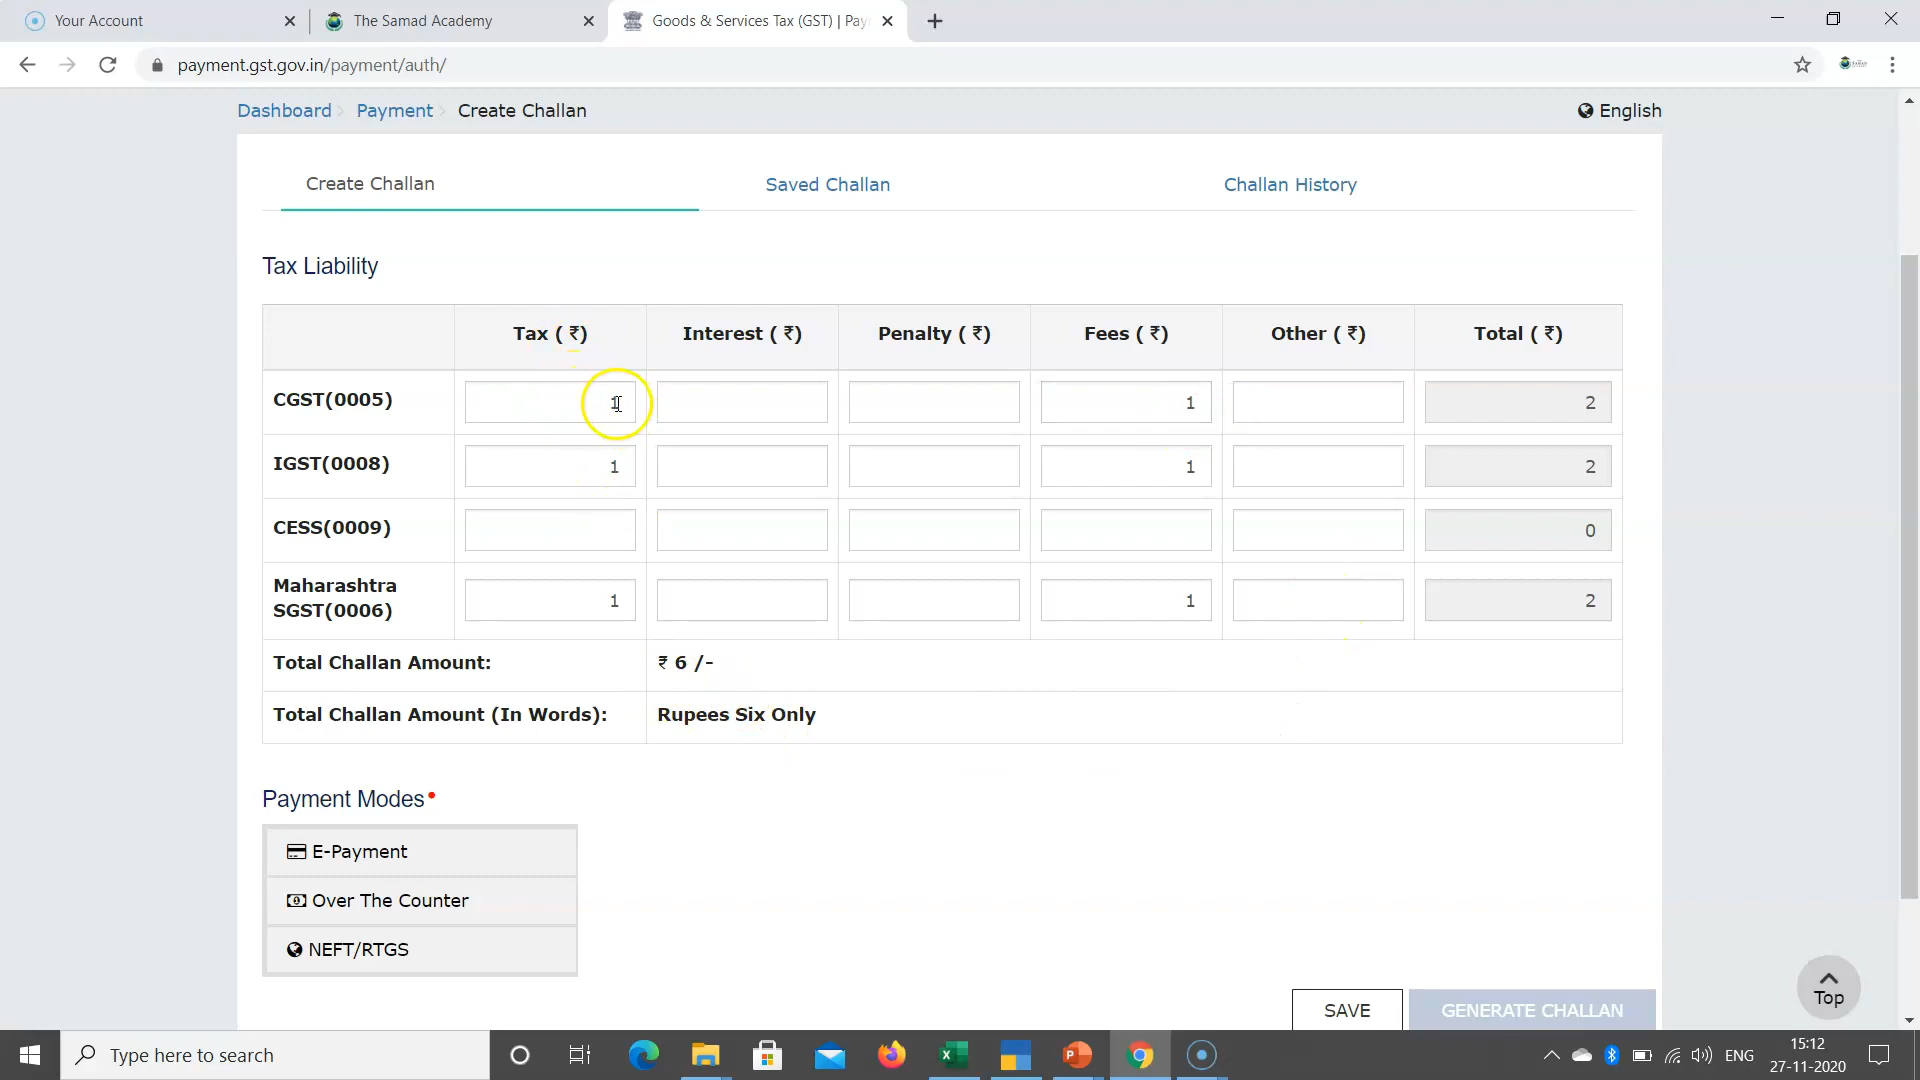 Your Account
The Samad Academy
Goods & Services Tax (GST) | Pay
payment.gst.gov.in/payment/auth/
Dashboard Payment Create Challan
English
Create Challan
Saved Challan
Challan History
Tax Liability
Tax ( ₹) Interest ( ₹) Penalty ( ₹) Fees ( ₹) Other ( ₹) Total ( ₹)
CGST(0005) 1 1 2
IGST(0008) 1 1 2
CESS(0009) 0
Maharashtra
SGST(0006) 1 1 2
Total Challan Amount: ₹ 6 /-
Total Challan Amount (In Words): Rupees Six Only
Payment Modes•
E-Payment
Over The Counter
NEFT/RTGS
Top
SAVE
GENERATE CHALLAN
Type here to search
ENG
15:12
27-11-2020